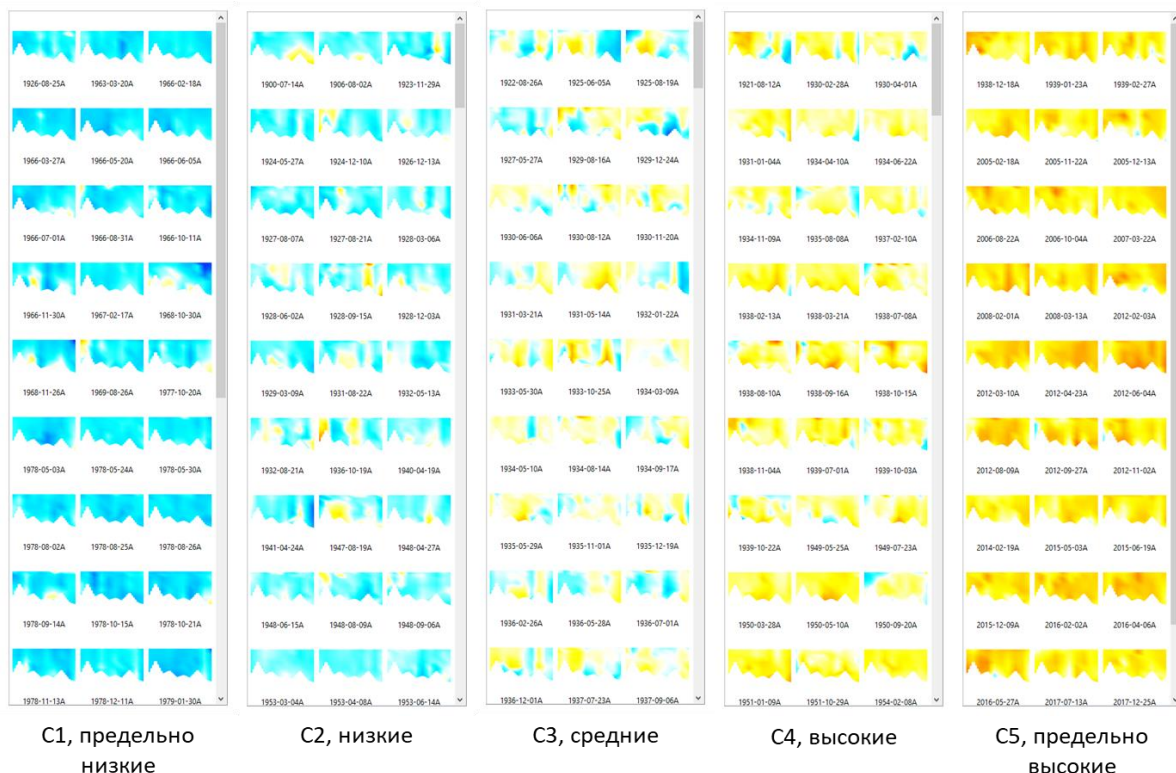 1926-08-25A 1963-03-20A 1966-02-18A
1966-03-27A 1966-05-20A 1966-06-05A
1966-07-01A 1966-08-31A 1966-10-11A
1966-11-30A 1967-02-17A 1968-10-30A
1968-11-26A 1969-08-26A 1977-10-20A
1978-05-03A 1978-05-24A 1978-05-30A
1978-08-02A 1978-08-25A 1978-08-26A
1978-09-14A 1978-10-15A 1978-10-21A
1978-11-13A 1978-12-11A 1979-01-30A
C1, предельно
низкие
1900-07-14A 1906-08-02A 1923-11-29A
1924-05-27A 1924-12-10A 1926-12-13A
1927-08-07A 1927-08-21A 1928-03-06A
1928-06-02A 1928-09-15A 1928-12-03A
1929-03-09A 1931-08-22A 1932-05-13A
1932-08-21A 1936-10-19A 1940-04-19A
1941-04-24A 1947-08-19A 1948-04-27A
1948-06-15A 1948-08-09A 1948-09-06A
1953-03-04A 1953-04-08A 1953-06-14A
C2, низкие
1922-08-26A 1925-06-05A 1925-08-19A
1927-05-27A 1929-08-16A 1929-12-24A
1930-06-06A 1930-08-12A 1930-11-20A
1931-03-21A 1931-05-14A 1932-01-22A
1933-05-30A 1933-10-25A 1934-03-09A
1934-05-10A 1934-08-14A 1934-09-17A
1935-05-29A 1935-11-01A 1935-12-19A
1936-02-26A 1936-05-28A 1936-07-01A
1936-12-01A 1937-07-23A 1937-09-06A
C3, средние
1921-08-12A 1930-02-28A 1930-04-01A
1931-01-04A 1934-04-10A 1934-06-22A
1934-11-09A 1935-08-08A 1937-02-10A
1938-02-13A 1938-03-21A 1938-07-08A
1938-08-10A 1938-09-16A 1938-10-15A
1938-11-04A 1939-07-01A 1939-10-03A
1939-10-22A 1949-05-25A 1949-07-23A
1950-03-28A 1950-05-10A 1950-09-20A
1951-01-09A 1951-10-29A 1954-02-08A
C4, высокие
1938-12-18A 1939-01-23A 1939-02-27A
2005-02-18A 2005-11-22A 2005-12-13A
2006-08-22A 2006-10-04A 2007-03-22A
2008-02-01A 2008-03-13A 2012-02-03A
2012-03-10A 2012-04-23A 2012-06-04A
2012-08-09A 2012-09-27A 2012-11-02A
2014-02-19A 2015-05-03A 2015-06-19A
2015-12-09A 2016-02-02A 2016-04-06A
2016-05-27A 2017-07-13A 2017-12-25A
C5, предельно
высокие